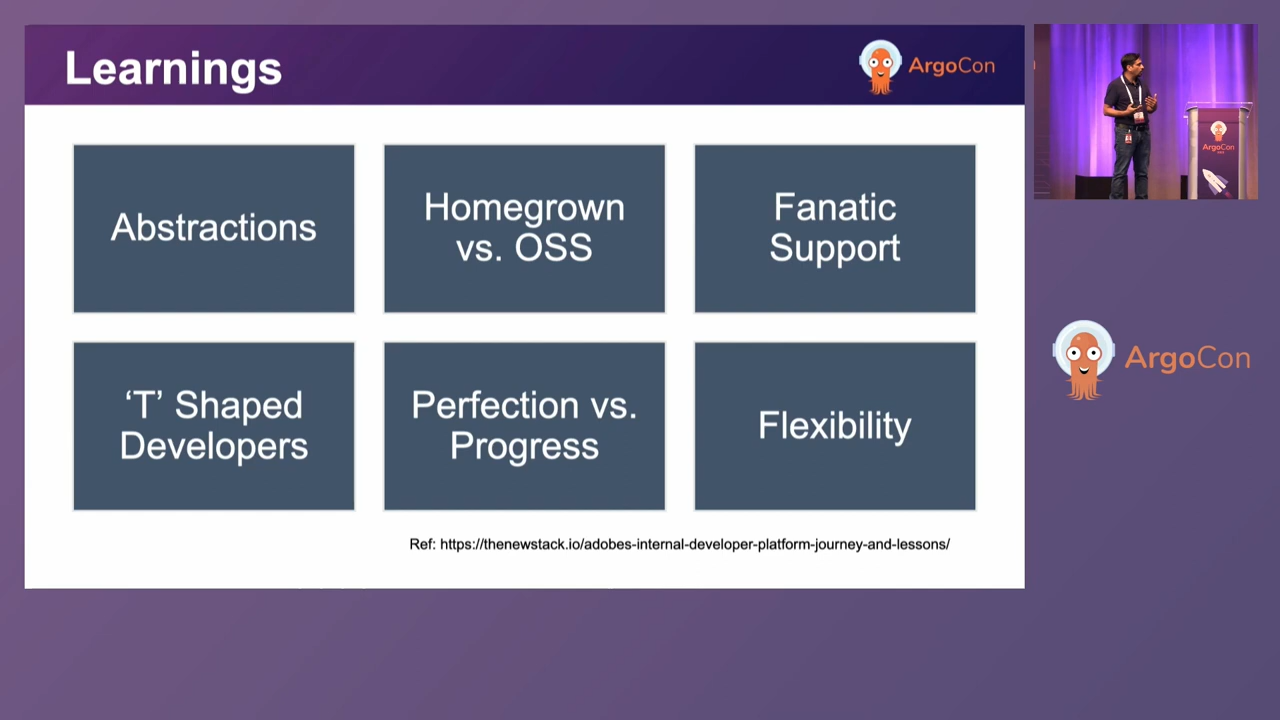 Learnings
ArgoCon
Abstractions
Homegrown
vs. OSS
Fanatic
Support
‘T’ Shaped
Developers
Perfection vs.
Progress
Flexibility
Ref: https://thenewstack.io/adobes-internal-developer-platform-journey-and-lessons/
ArgoCon
ArgoCon